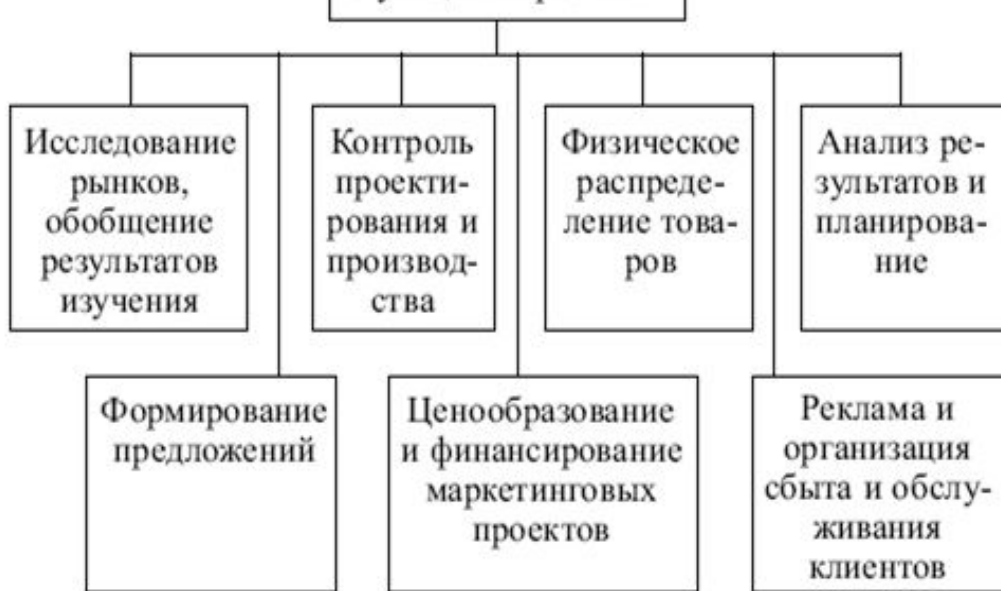 Исследование
рынков,
обобщение
результатов
изучения
Контроль
проекти-
рования и
производ-
ства
Физическое
распреде-
ление това-
ров
Анализ ре-
зультатов и
планирова-
ние
Формирование
предложений
Ценообразование
и финансирование
маркетинговых
проектов
Реклама и
организация
сбыта и обслу-
живания
клиентов